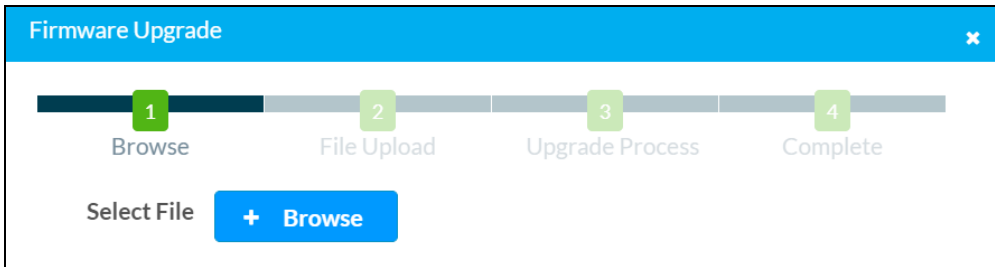 Firmware Upgrade
1 2 3 4
Browse File Upload Upgrade Process Complete
Select File + Browse